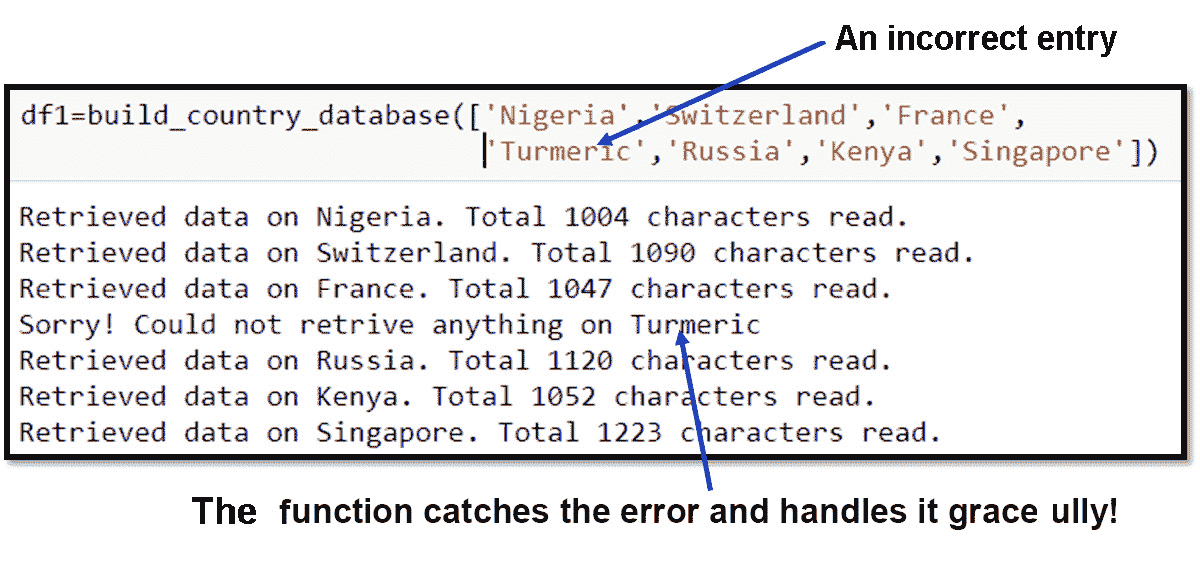 An incorrect entry
df1=build_country_database(['Nigeria','Switzerland','France',
'Turmeric','Russia','Kenya','Singapore'])
Retrieved data on Nigeria. Total 1004 characters read.
Retrieved data on Switzerland. Total 1090 characters read.
Retrieved data on France. Total 1047 characters read.
Sorry! Could not retrive anything on Turmeric
Retrieved data on Russia. Total 1120 characters read.
Retrieved data on Kenya. Total 1052 characters read.
Retrieved data on Singapore. Total 1223 characters read.
The function catches the error and handles it grace ully!